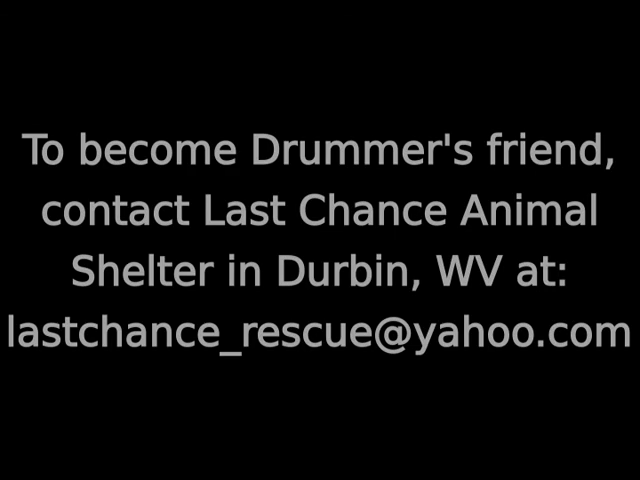 To become Drummer's friend,
contact Last Chance Animal
Shelter in Durbin, WV at:
lastchance_rescue@yahoo.com